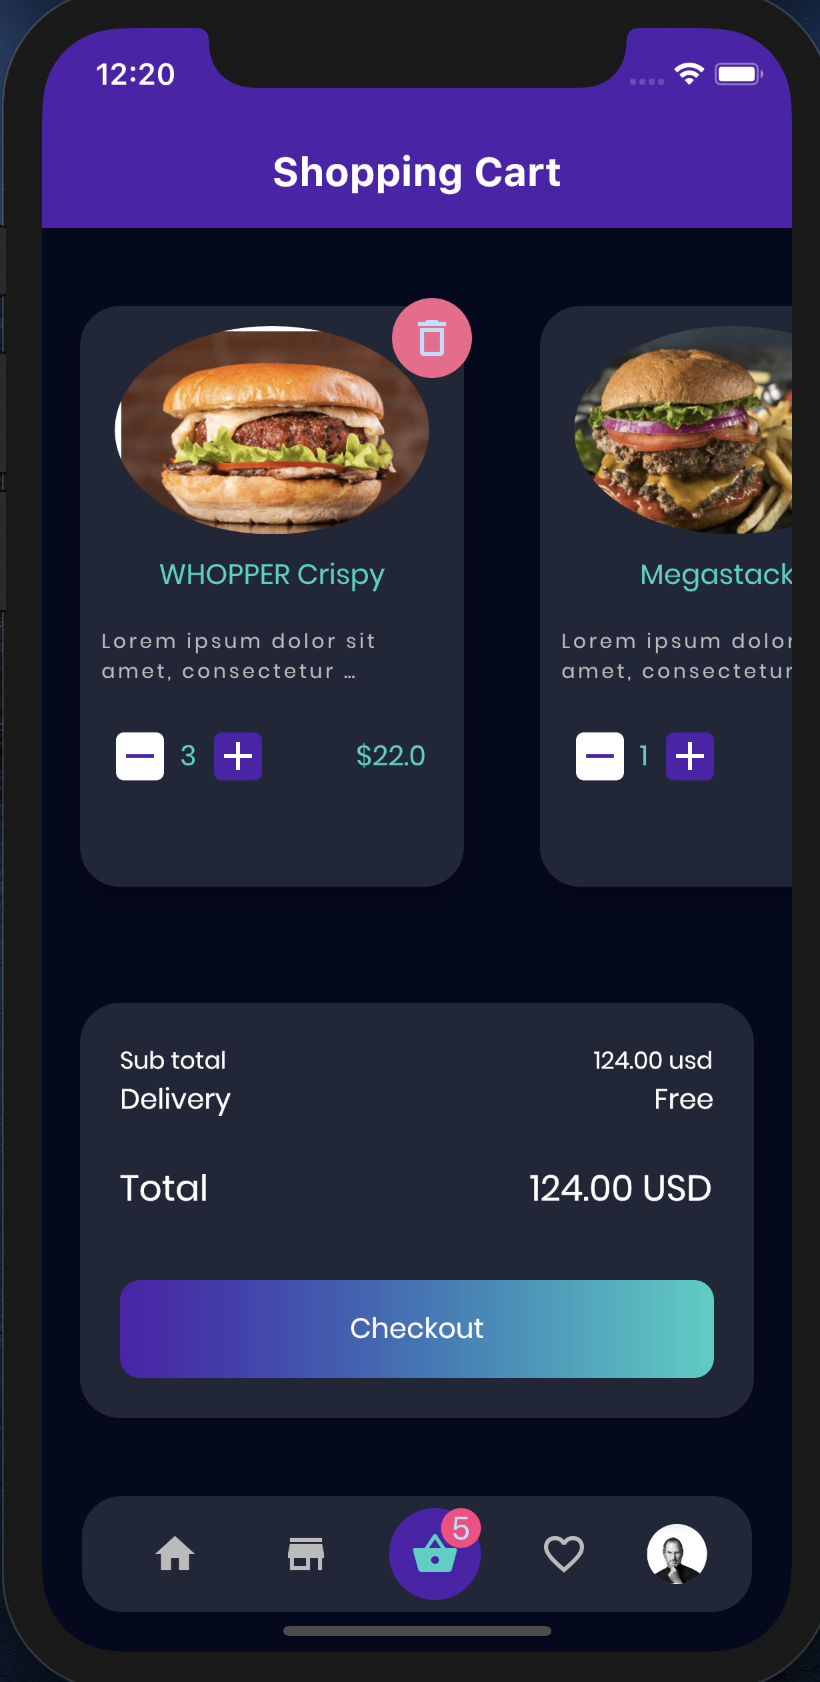 12:20
Shopping Cart
WHOPPER Crispy
Megastack
Lorem ipsum dolor sit
amet, consectetur ...
Lorem ipsum dolor
amet, consectetur
3
$22.0
1
Sub total 124.00 usd
Delivery Free
Total 124.00 USD
Checkout
5